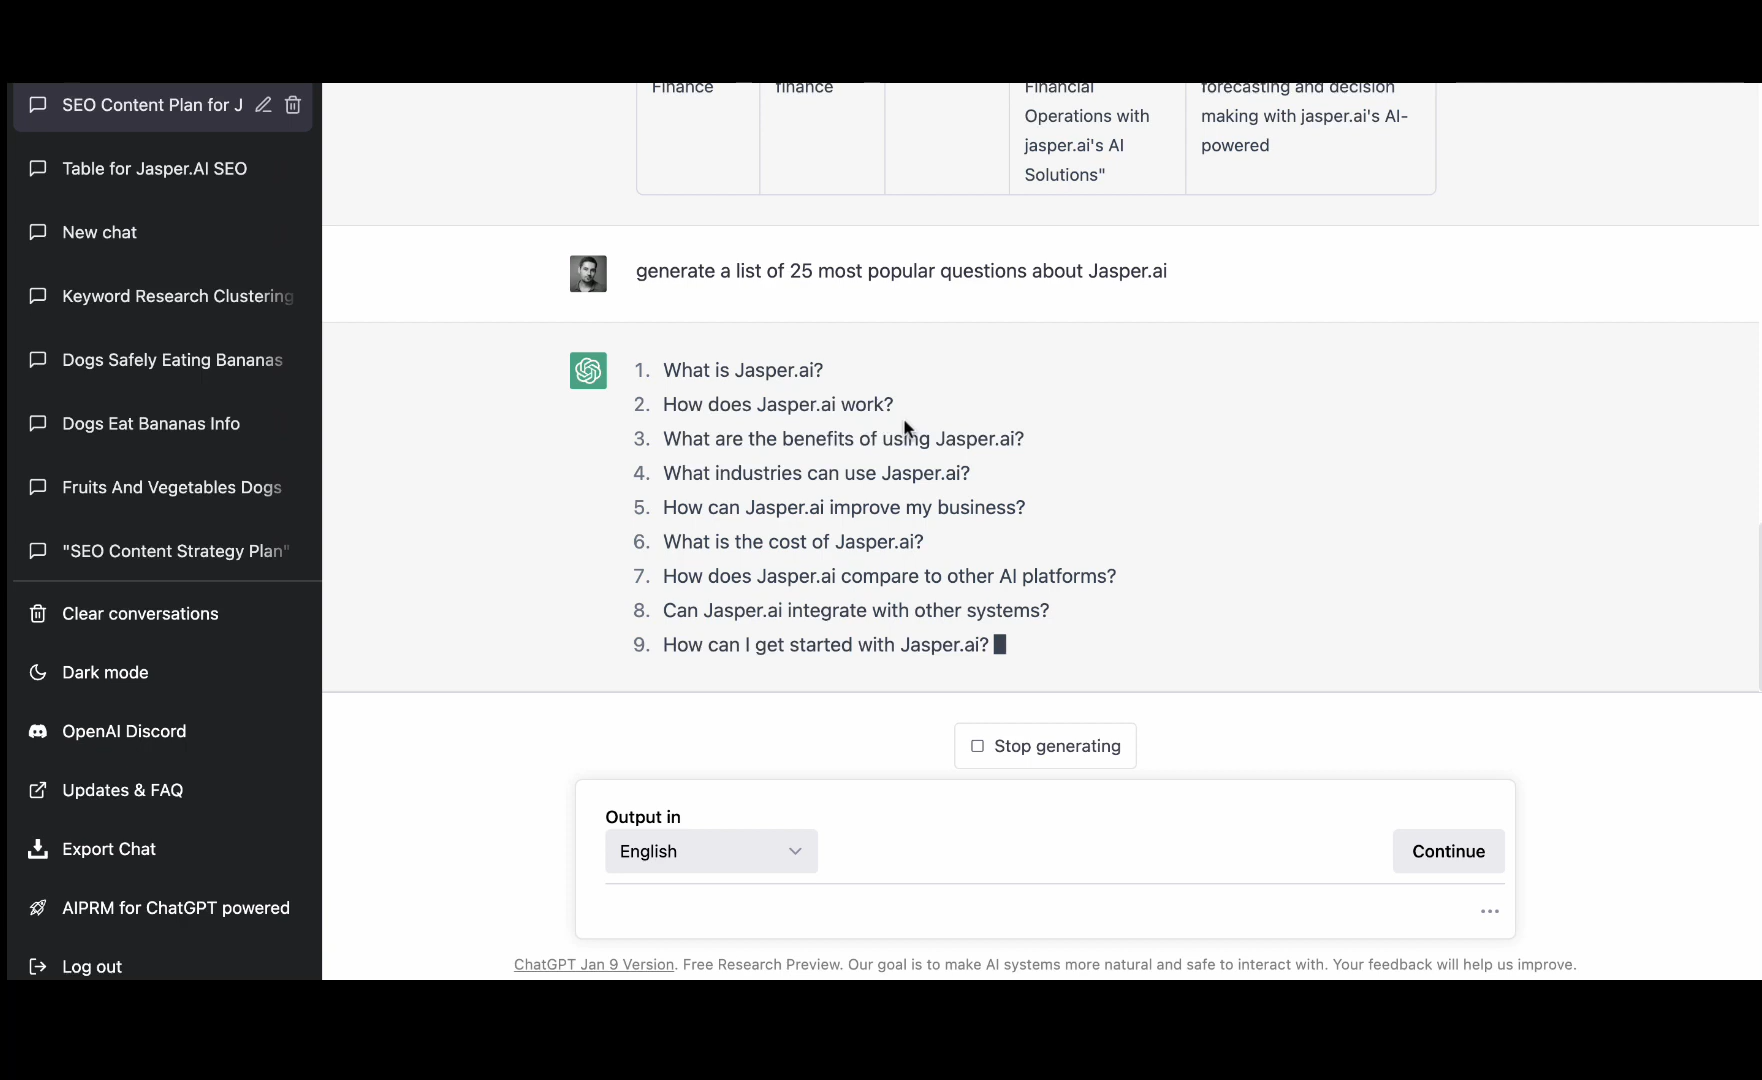 SEO Content Plan for J
Table for Jasper.AI SEO
New chat
Keyword Research Clustering
Dogs Safely Eating Bananas
Dogs Eat Bananas Info
Fruits And Vegetables Dogs
"SEO Content Strategy Plan"
Clear conversations
Dark mode
OpenAI Discord
Updates & FAQ
Export Chat
AIPRM for ChatGPT powered
Log out
Finance
finance
Financial
Operations with
jasper.ai's AI
Solutions"
forecasting and decision
making with jasper.ai's AI-
powered
generate a list of 25 most popular questions about Jasper.ai
1. What is Jasper.ai?
2. How does Jasper.ai work?
3. What are the benefits of using Jasper.ai?
4. What industries can use Jasper.ai?
5. How can Jasper.ai improve my business?
6. What is the cost of Jasper.ai?
7. How does Jasper.ai compare to other AI platforms?
8. Can Jasper.ai integrate with other systems?
9. How can I get started with Jasper.ai?
Stop generating
Output in
English
Continue
ChatGPT Jan 9 Version. Free Research Preview. Our goal is to make AI systems more natural and safe to interact with. Your feedback will help us improve.